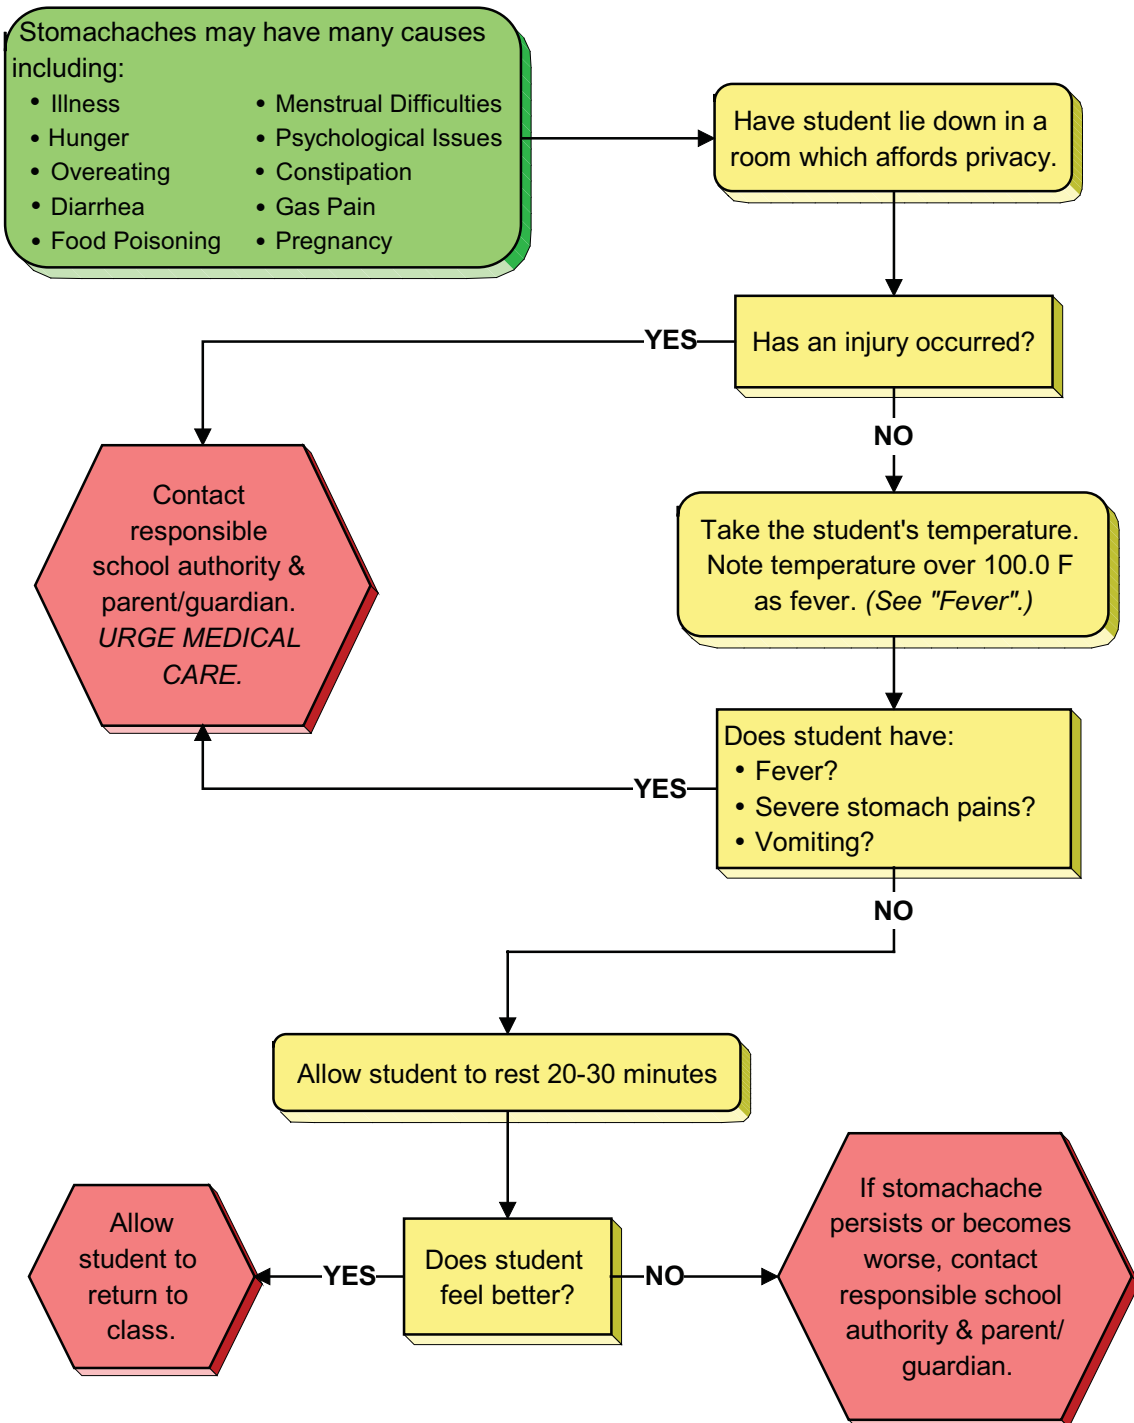 Stomachaches may have many causes
including:
• Illness
• Hunger
• Overeating
• Diarrhea
• Food Poisoning
• Menstrual Difficulties
• Psychological Issues
• Constipation
• Gas Pain
• Pregnancy
Have student lie down in a
room which affords privacy.
Has an injury occurred?
YES
NO
Contact
responsible
school authority &
parent/guardian.
URGE MEDICAL
CARE.
Take the student's temperature.
Note temperature over 100.0 F
as fever. (See "Fever".)
Does student have:
• Fever?
• Severe stomach pains?
• Vomiting?
YES
NO
Allow student to rest 20-30 minutes
Does student
feel better?
YES
NO
Allow
student to
return to
class.
If stomachache
persists or becomes
worse, contact
responsible school
authority & parent/
guardian.